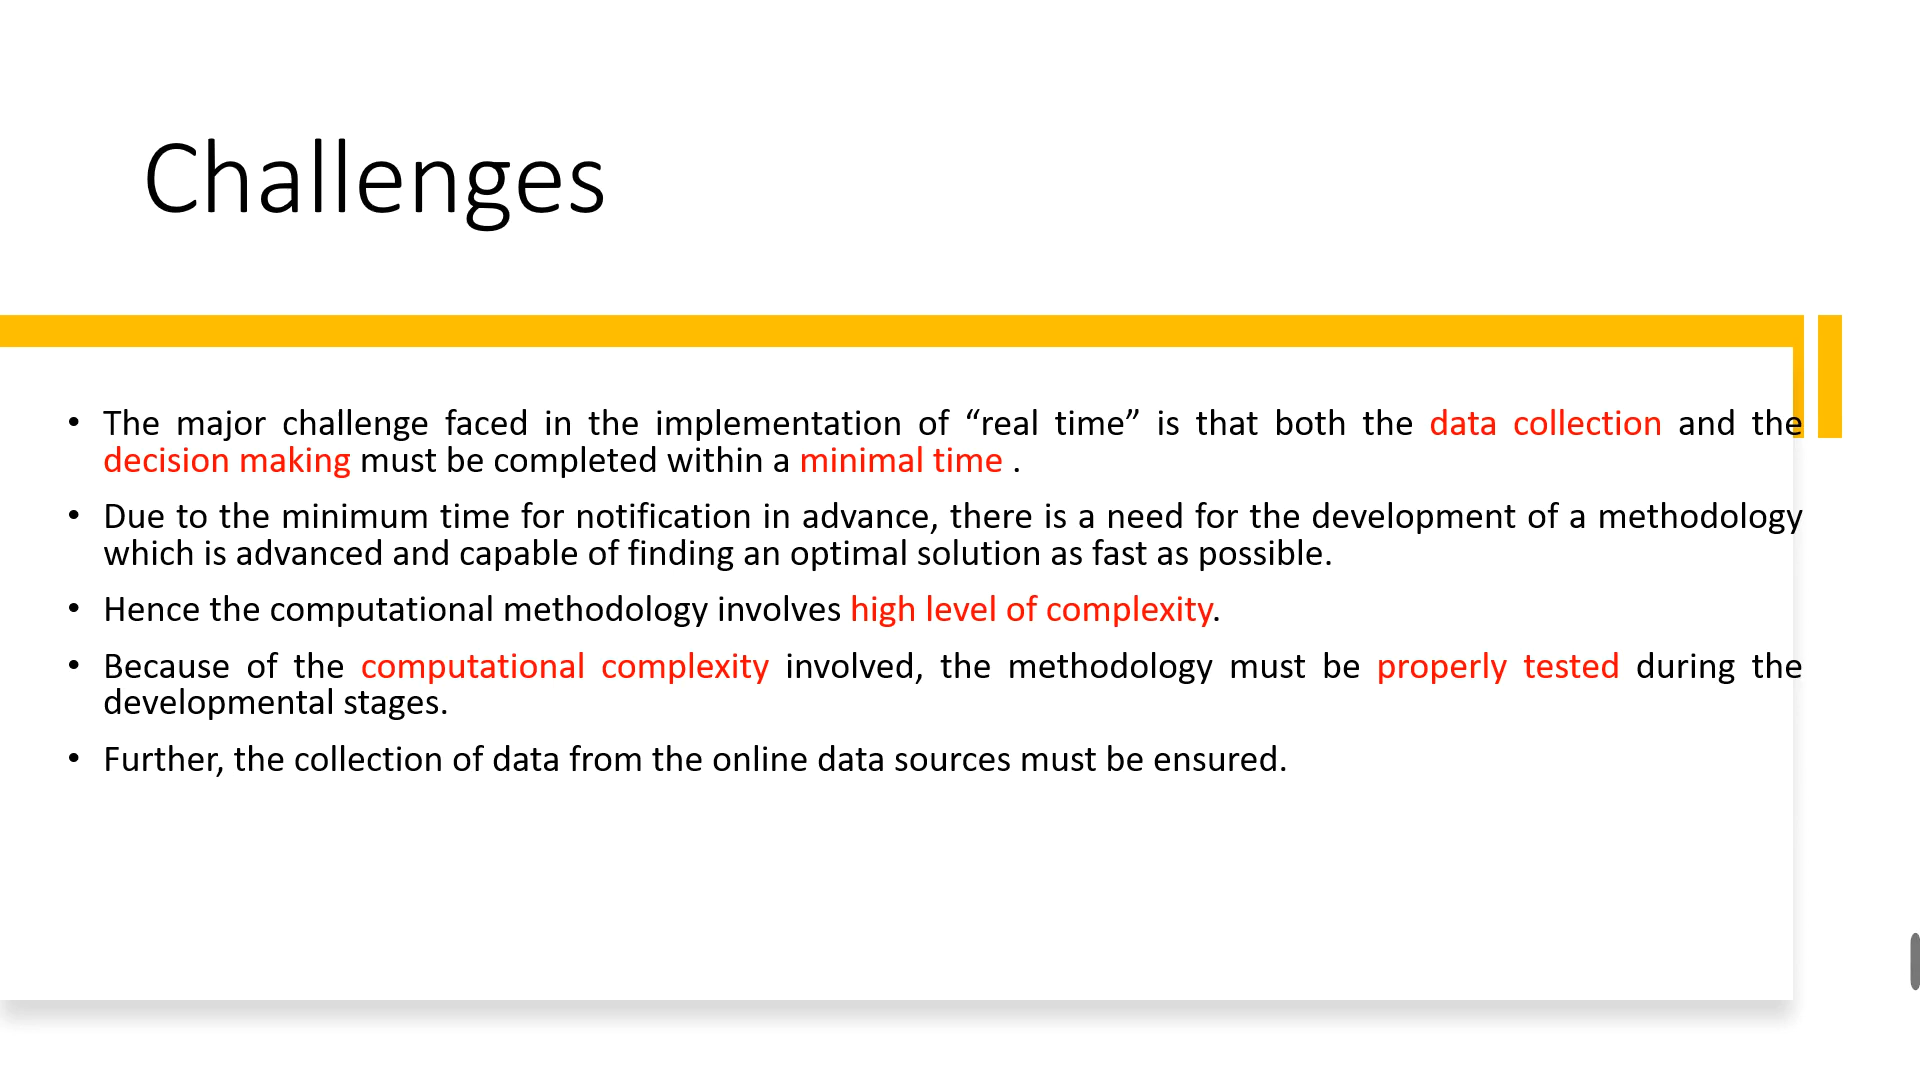 Challenges
• The major challenge faced in the implementation of “real time” is that both the data collection and the
decision making must be completed within a minimal time .
• Due to the minimum time for notification in advance, there is a need for the development of a methodology
which is advanced and capable of finding an optimal solution as fast as possible.
• Hence the computational methodology involves high level of complexity.
• Because of the computational complexity involved, the methodology must be properly tested during the
developmental stages.
• Further, the collection of data from the online data sources must be ensured.